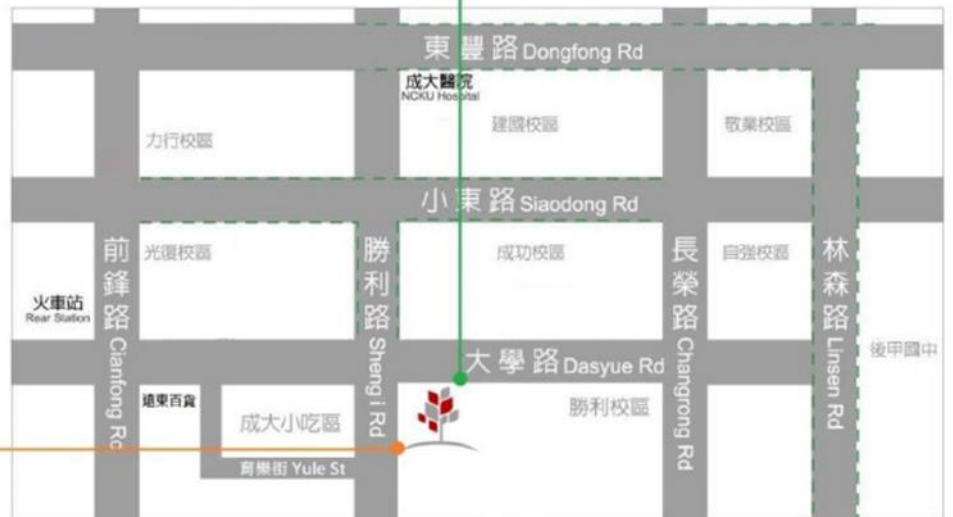 東豐路 Dongfong Rd
成大醫院
NCKU Hospital
建國校區
敬業校區
力行校區
小東路 Siaodong Rd
前鋒路 Cianfong Rd
光復校區
勝利路 Sheng i Rd
成功校區
長榮路 Changrong Rd
自強校區
林森路 Linsen Rd
火車站
Rear Station
大學路 Dasyue Rd
後甲國中
遠東百貨
成大小吃區
勝利校區
育樂街 Yule St